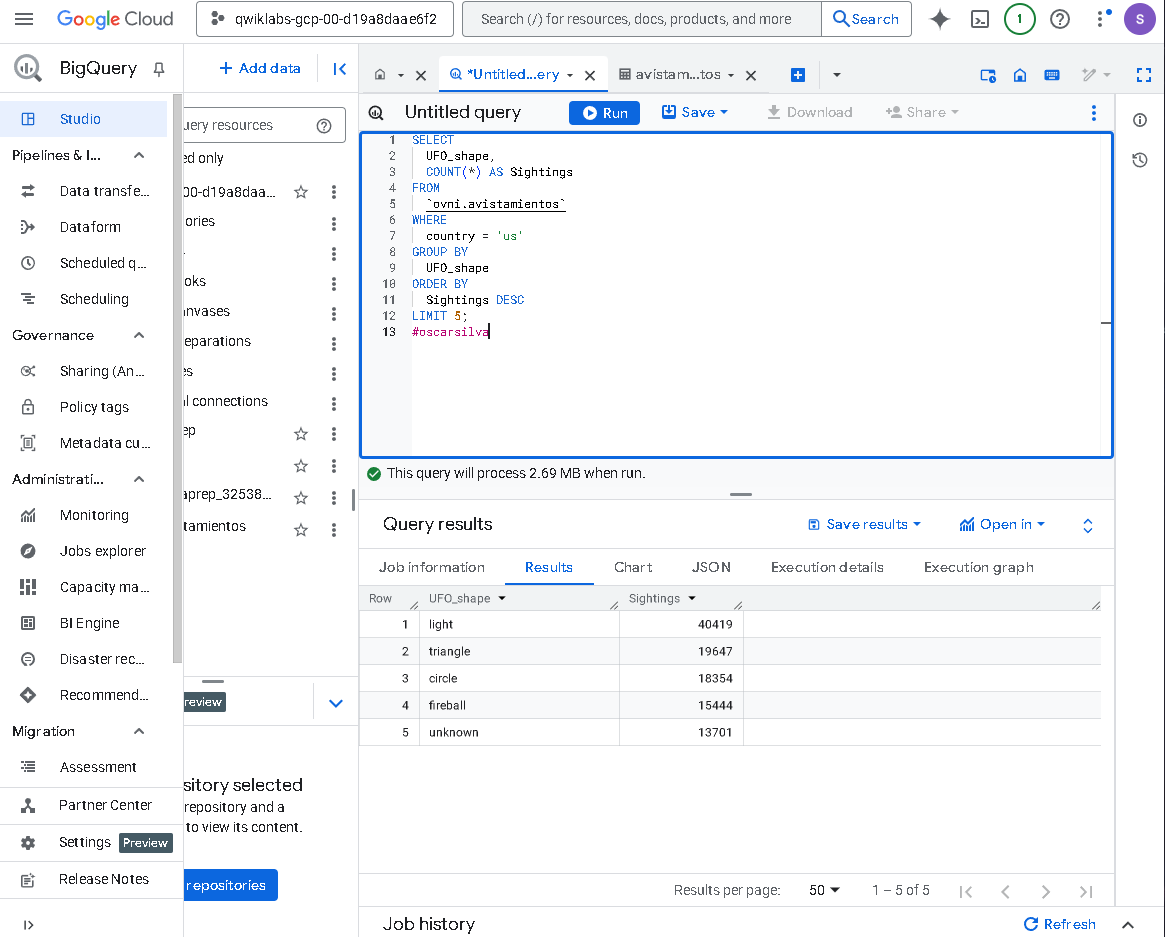 Google Cloud
qwiklabs-gcp-00-d19a8daae6f2
Search (/) for resources, docs, products, and more
Search
1
S
BigQuery
+ Add data
*Untitled...ery
avistam...tos
Studio
Pipelines & I...
Data transfe...
Dataform
Scheduled q...
Scheduling
Governance
Sharing (An...
Policy tags
Metadata cu...
Administrati...
Monitoring
Jobs explorer
Capacity ma...
BI Engine
Disaster rec...
Recommend...
Migration
Assessment
Partner Center
Settings Preview
Release Notes
uery resources
ed only
00-d19a8daa...
ories
oks
anvases
eparations
es
al connections
ep
aprep_32538...
tamientos
review
sitory selected
repository and a
to view its content.
repositories
Untitled query
Run
Save
Download
Share
1 SELECT
2 UFO_shape,
3 COUNT(*) AS Sightings
4 FROM
5 `ovni.avistamientos`
6 WHERE
7 country = 'us'
8 GROUP BY
9 UFO_shape
10 ORDER BY
11 Sightings DESC
12 LIMIT 5;
13 #oscarsilva
This query will process 2.69 MB when run.
Query results
Save results
Open in
Job information
Results
Chart
JSON
Execution details
Execution graph
Row UFO_shape Sightings
1 light 40419
2 triangle 19647
3 circle 18354
4 fireball 15444
5 unknown 13701
Results per page: 50 1 – 5 of 5
Job history
Refresh